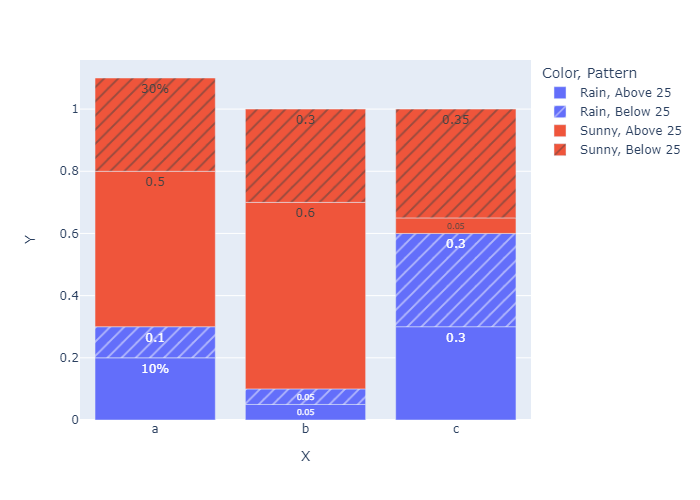 Color, Pattern
Rain, Above 25
Rain, Below 25
Sunny, Above 25
Sunny, Below 25
Y
1
0.8
0.6
0.4
0.2
0
30%
0.5
0.1
10%
0.3
0.6
0.05
0.05
0.35
0.05
0.3
0.3
a
b
c
X